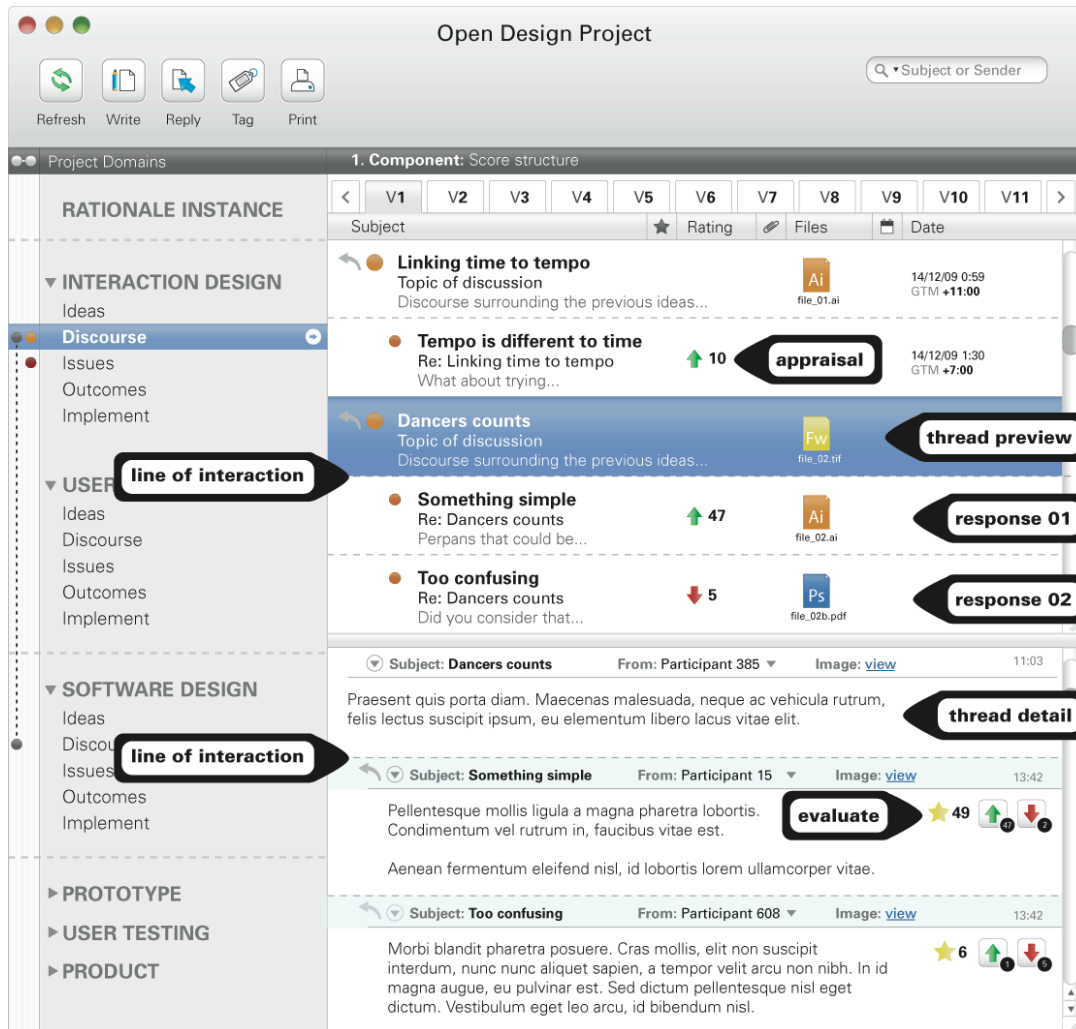 Open Design Project
Subject or Sender
Refresh Write Reply Tag Print
Project Domains
1. Component: Score structure
RATIONALE INSTANCE
INTERACTION DESIGN
Ideas
Discourse
Issues
Outcomes
Implement
USER
Ideas
Discourse
Issues
Outcomes
Implement
SOFTWARE DESIGN
Ideas
Issues
Outcomes
Implement
PROTOTYPE
USER TESTING
PRODUCT
V1 V2 V3 V4 V5 V6 V7 V8 V9 V10 V11
Subject Rating Files Date
Linking time to tempo
Topic of discussion
Discourse surrounding the previous ideas...
Ai
file_01.ai
14/12/09 0:59
GTM +11:00
Tempo is different to time
Re: Linking time to tempo
What about trying...
10
appraisal
14/12/09 1:30
GTM +7:00
Dancers counts
Topic of discussion
Discourse surrounding the previous ideas...
Fw
file_02.tif
thread preview
line of interaction
Something simple
Re: Dancers counts
Perpans that could be...
47
Ai
file_02.ai
response 01
Too confusing
Re: Dancers counts
Did you consider that...
5
Ps
file_02b.pdf
response 02
Subject: Dancers counts From: Participant 385 Image: view 11:03
Praesent quis porta diam. Maecenas malesuada, neque ac vehicula rutrum,
felis lectus suscipit ipsum, eu elementum libero lacus vitae elit.
thread detail
line of interaction
Subject: Something simple From: Participant 15 Image: view 13:42
Pellentesque mollis ligula a magna pharetra lobortis.
Condimentum vel rutrum in, faucibus vitae est.
Aenean fermentum eleifend nisl, id lobortis lorem ullamcorper vitae.
evaluate
49 47 2
Subject: Too confusing From: Participant 608 Image: view 13:42
Morbi blandit pharetra posuere. Cras mollis, elit non suscipit
interdum, nunc nunc aliquet sapien, a tempor velit arcu non nibh. In id
magna augue, eu pulvinar est. Sed dictum pellentesque nisl eget
dictum. Vestibulum eget leo arcu, id bibendum nisl.
6 1 5